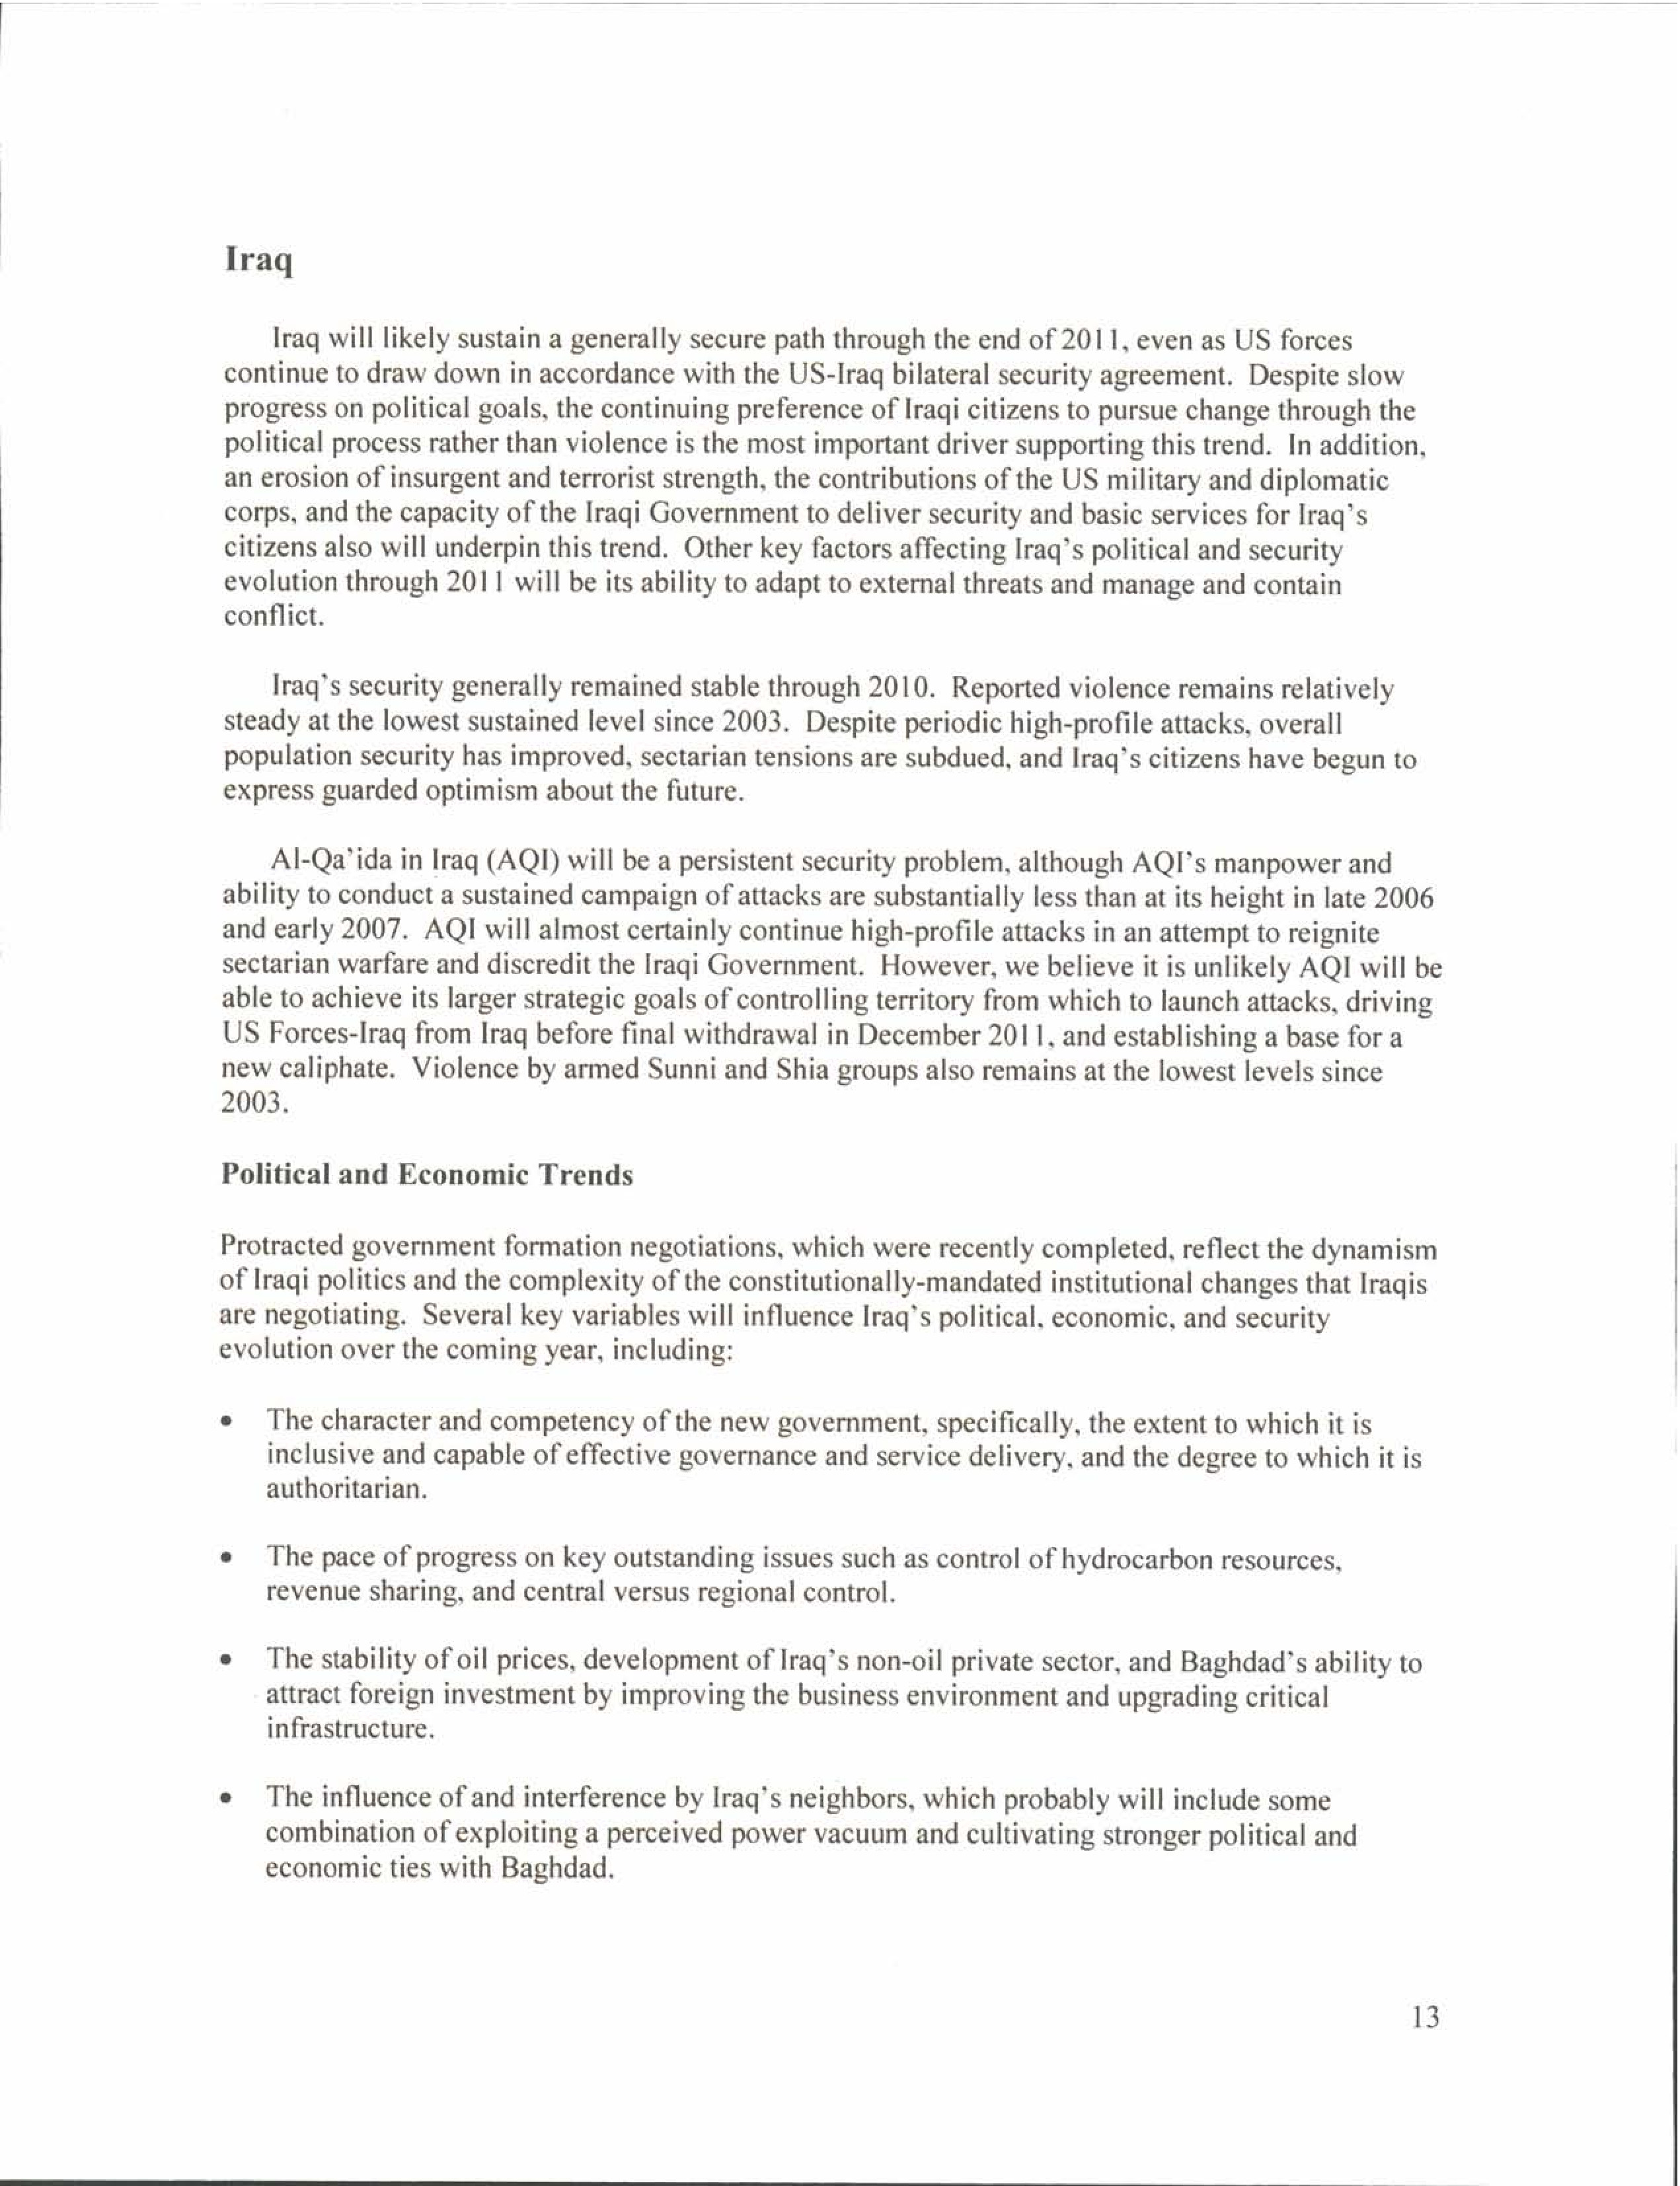 Iraq
Iraq will likely sustain a generally secure path through the end of 2011, even as US forces
continue to draw down in accordance with the US-Iraq bilateral security agreement. Despite slow
progress on political goals, the continuing preference of Iraqi citizens to pursue change through the
political process rather than violence is the most important driver supporting this trend. In addition,
an erosion of insurgent and terrorist strength, the contributions of the US military and diplomatic
corps, and the capacity of the Iraqi Government to deliver security and basic services for Iraq's
citizens also will underpin this trend. Other key factors affecting Iraq's political and security
evolution through 2011 will be its ability to adapt to external threats and manage and contain
conflict.
Iraq's security generally remained stable through 2010. Reported violence remains relatively
steady at the lowest sustained level since 2003. Despite periodic high-profile attacks, overall
population security has improved, sectarian tensions are subdued, and Iraq's citizens have begun to
express guarded optimism about the future.
Al-Qa'ida in Iraq (AQI) will be a persistent security problem, although AQI's manpower and
ability to conduct a sustained campaign of attacks are substantially less than at its height in late 2006
and early 2007. AQI will almost certainly continue high-profile attacks in an attempt to reignite
sectarian warfare and discredit the Iraqi Government. However, we believe it is unlikely AQI will be
able to achieve its larger strategic goals of controlling territory from which to launch attacks, driving
US Forces-Iraq from Iraq before final withdrawal in December 2011, and establishing a base for a
new caliphate. Violence by armed Sunni and Shia groups also remains at the lowest levels since
2003.
Political and Economic Trends
Protracted government formation negotiations, which were recently completed, reflect the dynamism
of Iraqi politics and the complexity of the constitutionally-mandated institutional changes that Iraqis
are negotiating. Several key variables will influence Iraq's political, economic, and security
evolution over the coming year, including:
• The character and competency of the new government, specifically, the extent to which it is
inclusive and capable of effective governance and service delivery, and the degree to which it is
authoritarian.
• The pace of progress on key outstanding issues such as control of hydrocarbon resources,
revenue sharing, and central versus regional control.
• The stability of oil prices, development of Iraq's non-oil private sector, and Baghdad's ability to
attract foreign investment by improving the business environment and upgrading critical
infrastructure.
• The influence of and interference by Iraq's neighbors, which probably will include some
combination of exploiting a perceived power vacuum and cultivating stronger political and
economic ties with Baghdad.
13